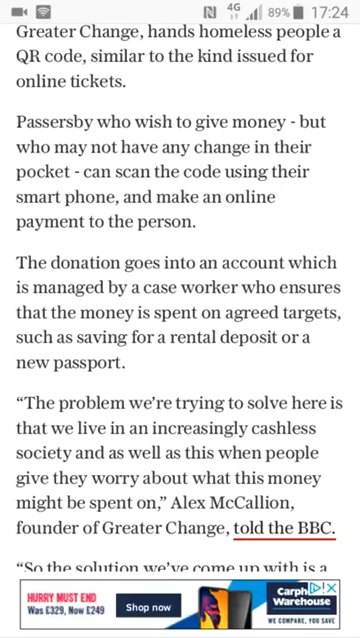 4G 89% 17:24
Greater Change, hands homeless people a
QR code, similar to the kind issued for
online tickets.
Passersby who wish to give money - but
who may not have any change in their
pocket - can scan the code using their
smart phone, and make an online
payment to the person.
The donation goes into an account which
is managed by a case worker who ensures
that the money is spent on agreed targets,
such as saving for a rental deposit or a
new passport.
“The problem we’re trying to solve here is
that we live in an increasingly cashless
society and as well as this when people
give they worry about what this money
might be spent on,” Alex McCallion,
founder of Greater Change, told the BBC.
“So the solution we’ve come up with is a
HURRY MUST END
Was £329, Now £249
Shop now
Carph
Warehouse
WE COMPARE, YOU SAVE